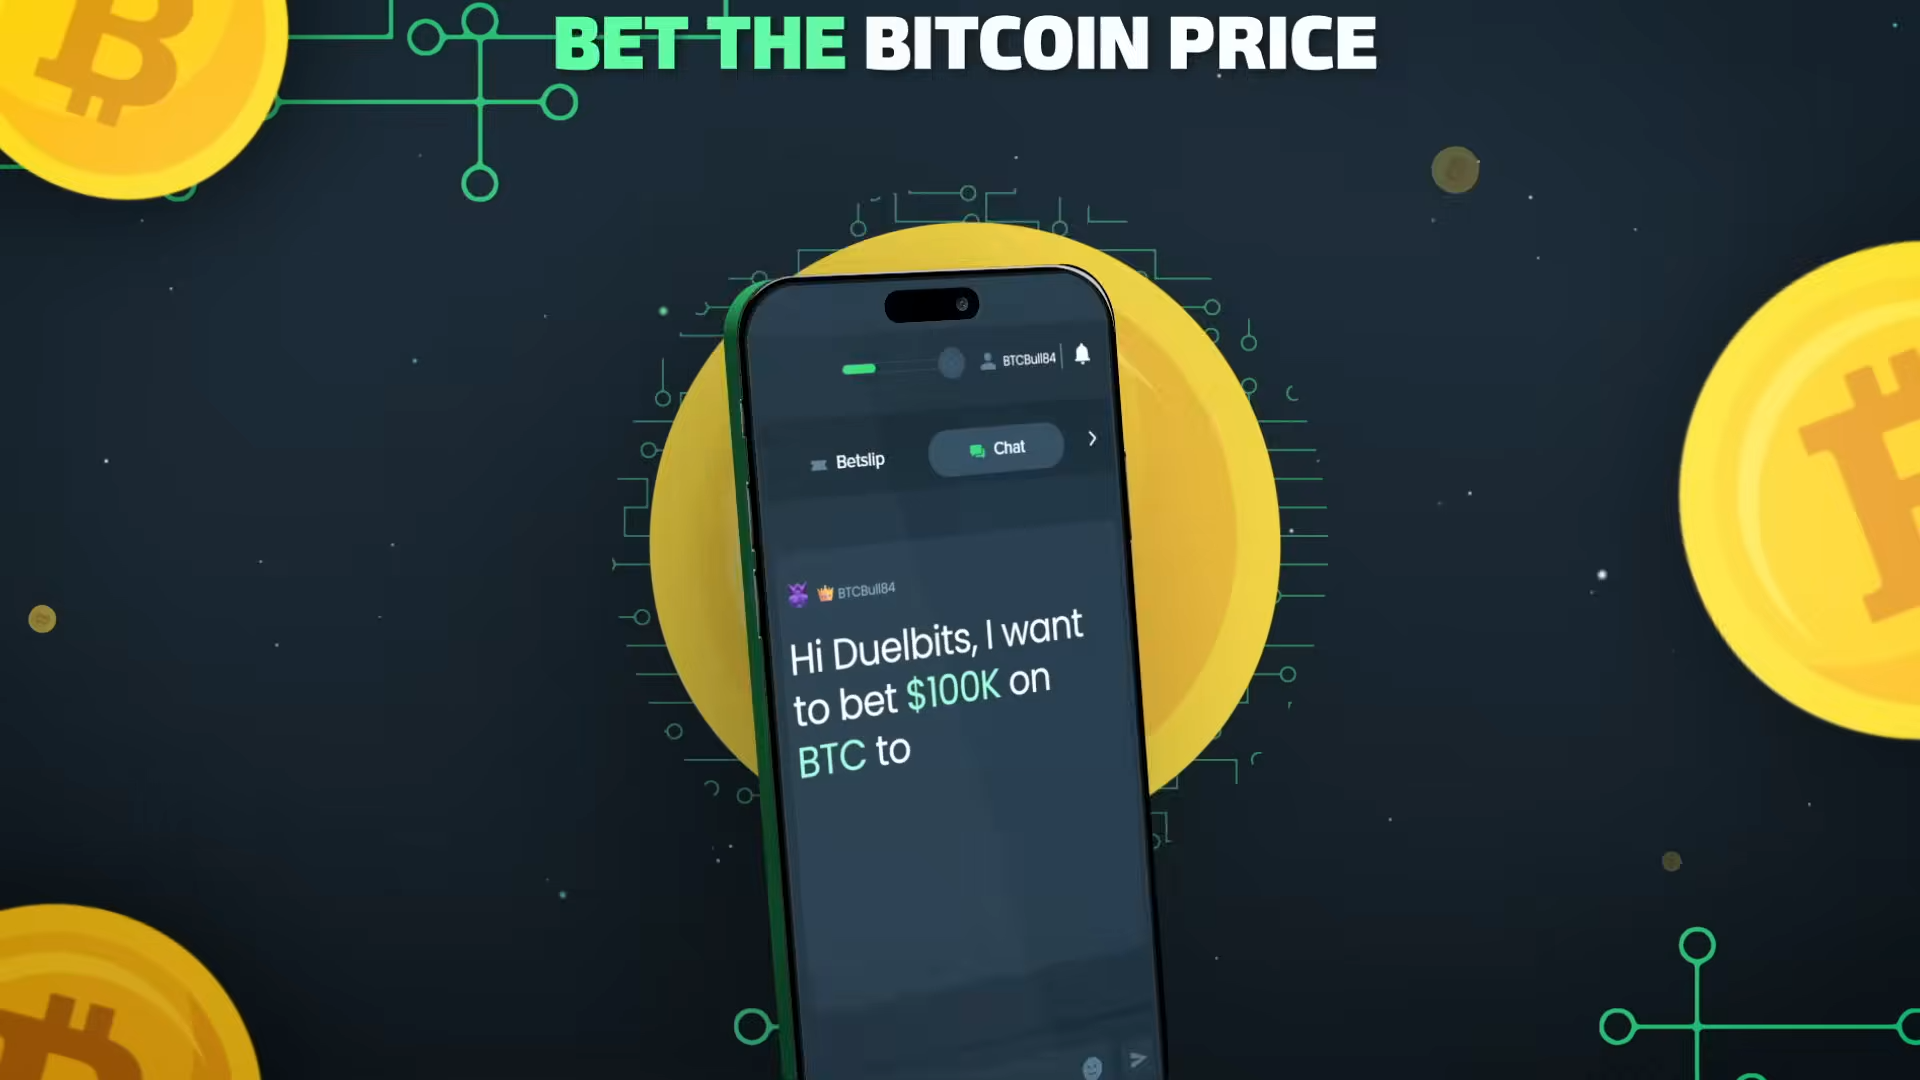 BET THE BITCOIN PRICE
BTCBull84
Betslip
Chat
BTCBull84
Hi Duelbits, I want
to bet $100K on
BTC to